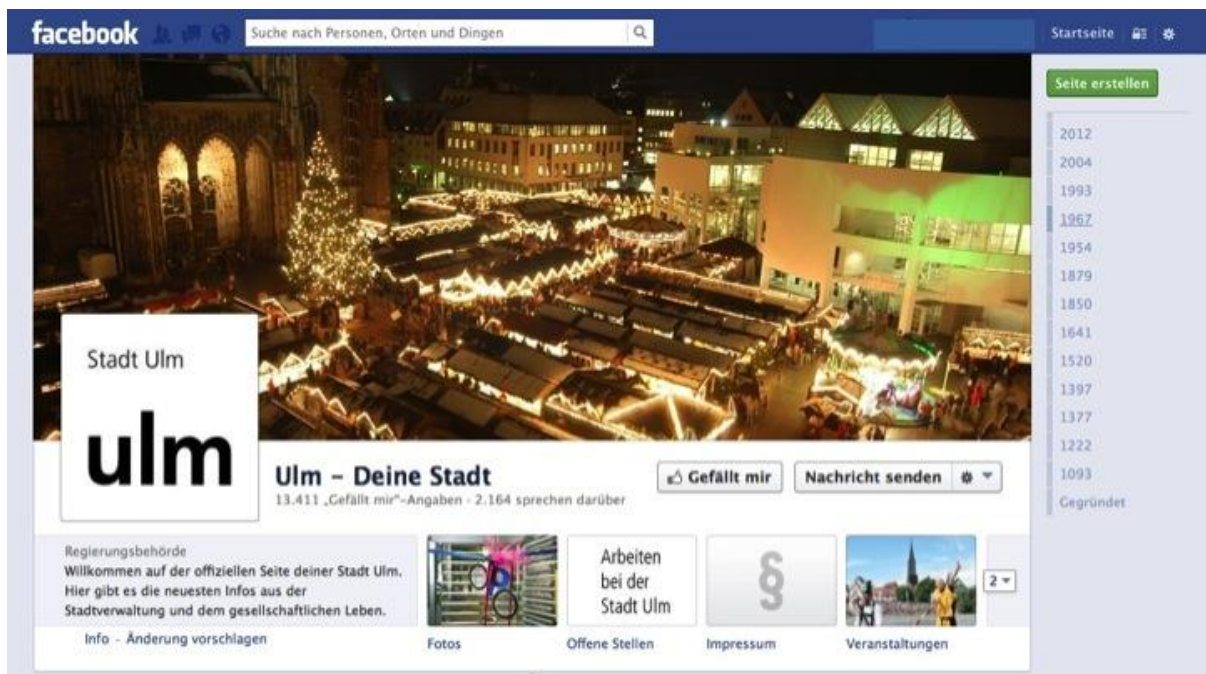 facebook
Suche nach Personen, Orten und Dingen
Startseite
Seite erstellen
2012
2004
1993
1967
1954
1879
1850
1641
1520
1397
1377
1222
1093
Gegründet
Stadt Ulm
ulm
Ulm – Deine Stadt
13.411 „Gefällt mir“-Angaben · 2.164 sprechen darüber
Gefällt mir
Nachricht senden
Regierungsbehörde
Willkommen auf der offiziellen Seite deiner Stadt Ulm.
Hier gibt es die neuesten Infos aus der
Stadtverwaltung und dem gesellschaftlichen Leben.
Info - Änderung vorschlagen
Fotos
Arbeiten
bei der
Stadt Ulm
Offene Stellen
§
Impressum
Veranstaltungen
2